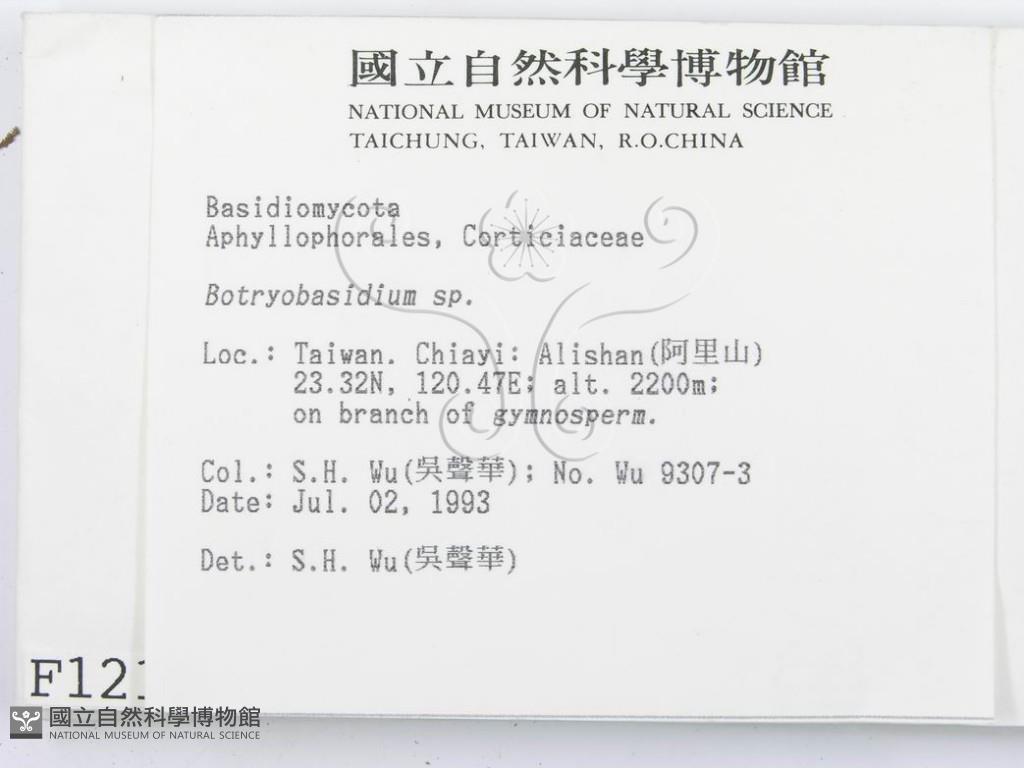 國立自然科學博物館
NATIONAL MUSEUM OF NATURAL SCIENCE
TAICHUNG, TAIWAN, R.O.CHINA
Basidiomycota
Aphyllophorales, Corticiaceae
Botryobasidium sp.
Loc.: Taiwan. Chiayi: Alishan(阿里山)
23.32N, 120.47E; alt. 2200m;
on branch of gymnosperm.
Col.: S.H. Wu(吳聲華); No. Wu 9307-3
Date: Jul. 02, 1993
Det.: S.H. Wu(吳聲華)
國立自然科學博物館
NATIONAL MUSEUM OF NATURAL SCIENCE